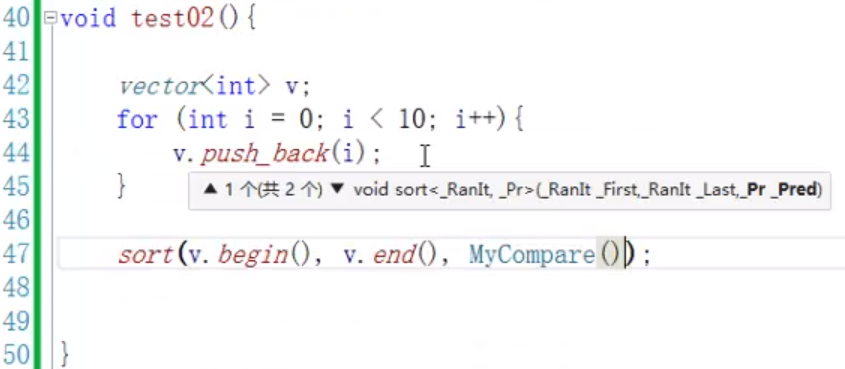 40 void test02(){
41
42 vector<int> v;
43 for (int i = 0; i < 10; i++){
44 v.push_back(i);
45 }
▲ 1 个(共 2 个) ▼ void sort<_RanIt, _Pr>(_RanIt _First,_RanIt _Last,_Pr _Pred)
46
47 sort(v.begin(), v.end(), MyCompare());
48
49
50 }